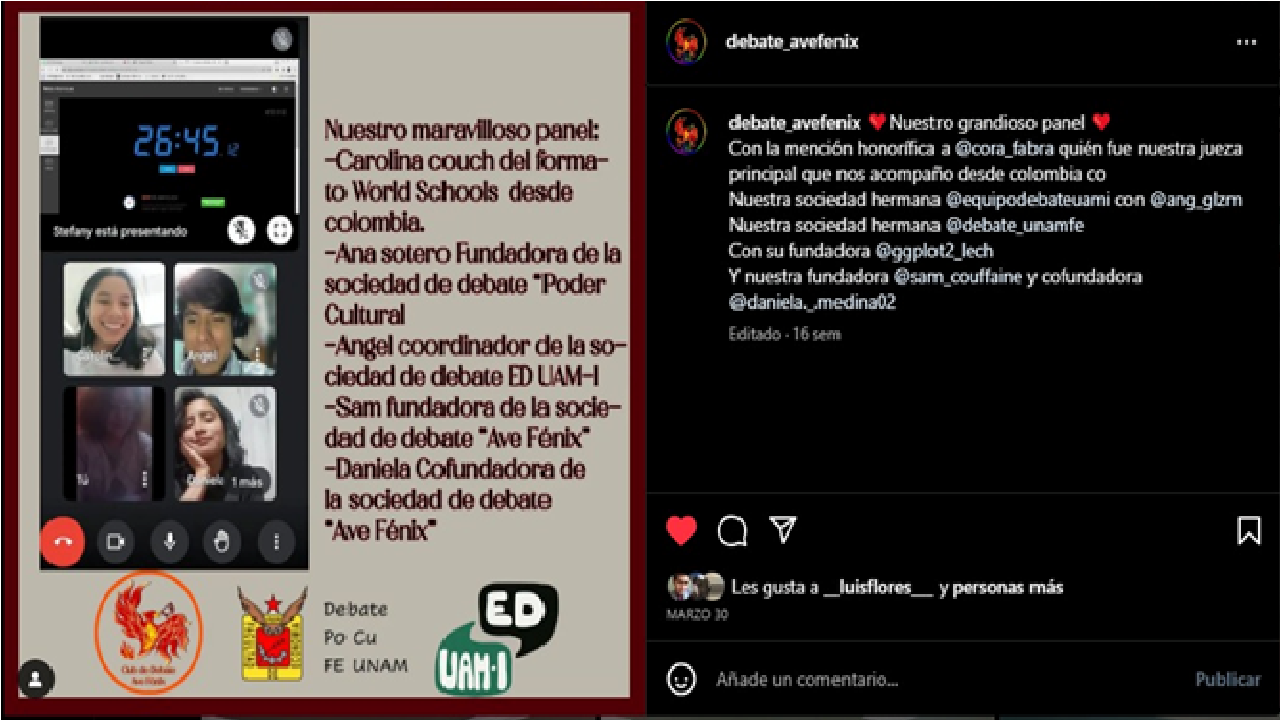 26:45 12
Stefany está presentando
Carolin...
Angel
Tú
Daniela
1 más
Nuestro maravilloso panel:
-Carolina couch del forma-
to World Schools desde
colombia.
-Ana sotero Fundadora de la
sociedad de debate "Poder
Cultural
-Angel coordinador de la so-
ciedad de debate ED UAM-I
-Sam fundadora de la socie-
dad de debate "Ave Fénix"
-Daniela Cofundadora de
la sociedad de debate
"Ave Fénix"
Club de Debate
Ave Fénix
Debate
Po Cu
FE UNAM
ED
UAM-I
debate_avefenix
debate_avefenix ❤️Nuestro grandioso panel ❤️
Con la mención honorífica a @cora_fabra quién fue nuestra jueza
principal que nos acompaño desde colombia co
Nuestra sociedad hermana @equipodebateuami con @ang_glzm
Nuestra sociedad hermana @debate_unamfe
Con su fundadora @ggplot2_lech
Y nuestra fundadora @sam_couffaine y cofundadora
@daniela._.medina02
Editado · 16 sem
Les gusta a __luisflores__ y personas más
MARZO 30
Añade un comentario...
Publicar